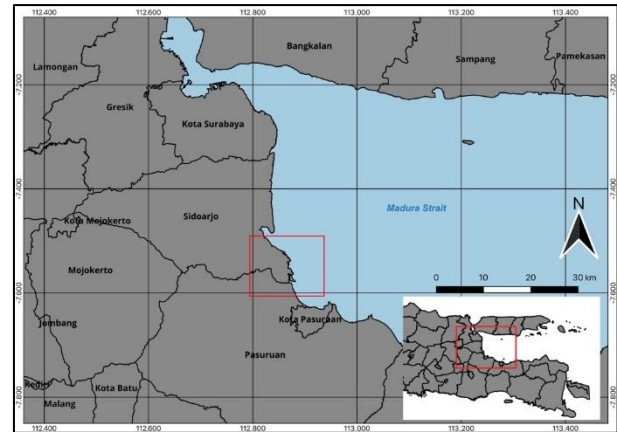 112.400 112.600 112.800 113.000 113.200 113.400
Bangkalan
Sampang
Pamekasan
Lamongan
-7.200 -7.200
Gresik
Kota Surabaya
-7.400 -7.400
Madura Strait
Sidoarjo
Kota Mojokerto
N
Mojokerto
0 10 20 30 km
-7.600 -7.600
Kota Pasuruan
Jombang
Pasuruan
Kediri
Kota Batu
Malang
-7.800 -7.800
112.400 112.600 112.800 113.000 113.200 113.400